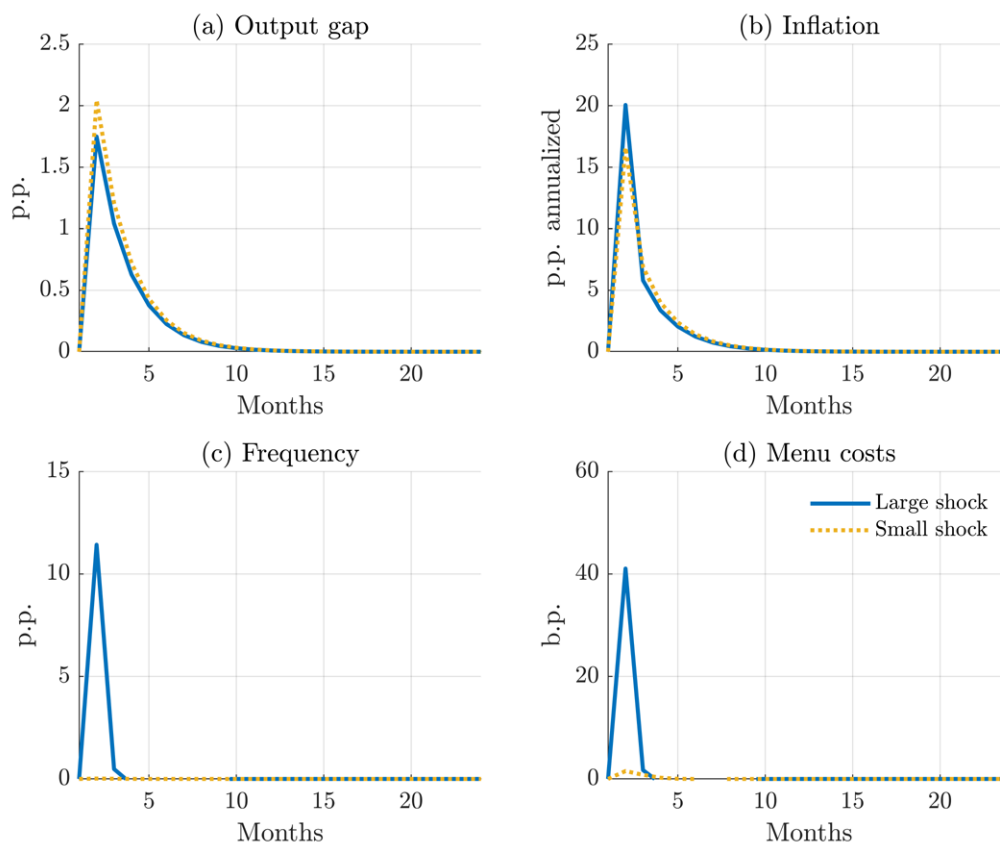 (a) Output gap
2.5
2
1.5
1
0.5
0
p.p.
5 10 15 20
Months
(b) Inflation
25
20
15
10
5
0
p.p. annualized
5 10 15 20
Months
(c) Frequency
15
10
5
0
p.p.
5 10 15 20
Months
(d) Menu costs
60
40
20
0
b.p.
Large shock
Small shock
5 10 15 20
Months